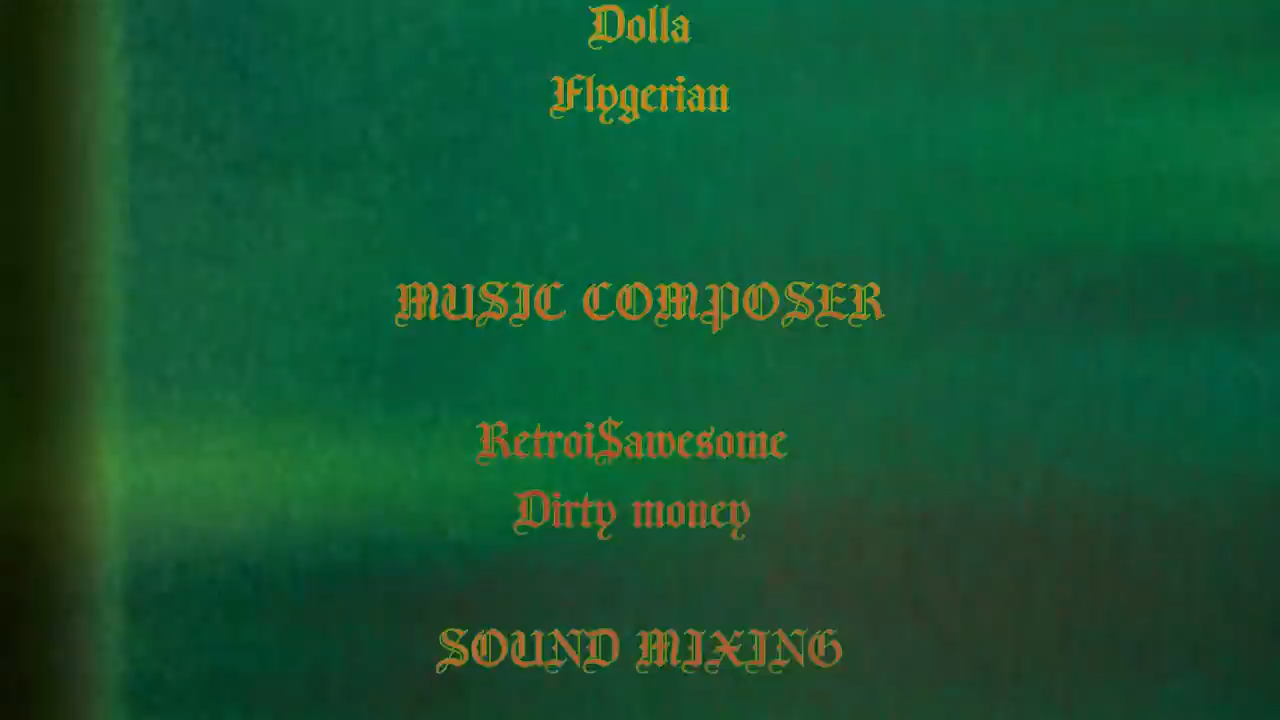 Dolla
Flygerian
MUSIC COMPOSER
Retroi$awesome
Dirty money
SOUND MIXING